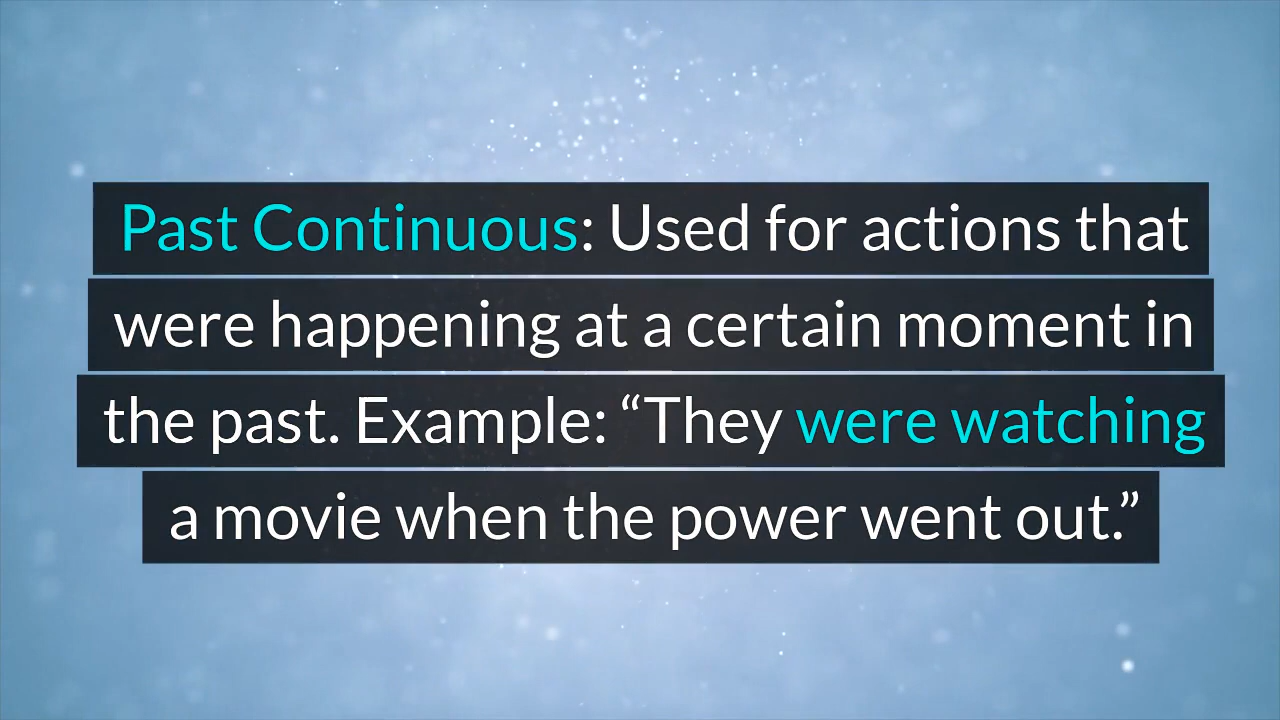 Past Continuous: Used for actions that
were happening at a certain moment in
the past. Example: “They were watching
a movie when the power went out.”